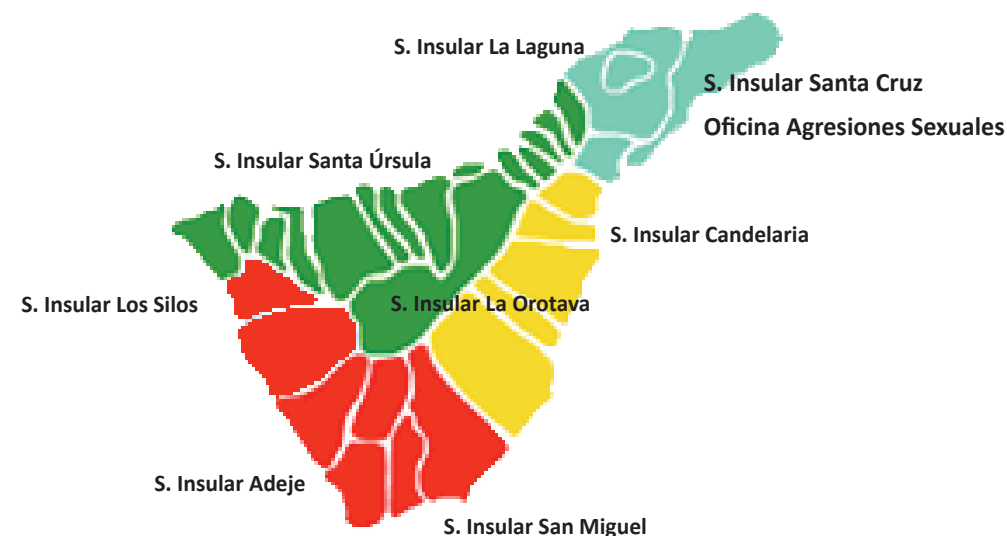 S. Insular La Laguna
S. Insular Santa Cruz
Oficina Agresiones Sexuales
S. Insular Santa Úrsula
S. Insular Candelaria
S. Insular Los Silos
S. Insular La Orotava
S. Insular Adeje
S. Insular San Miguel